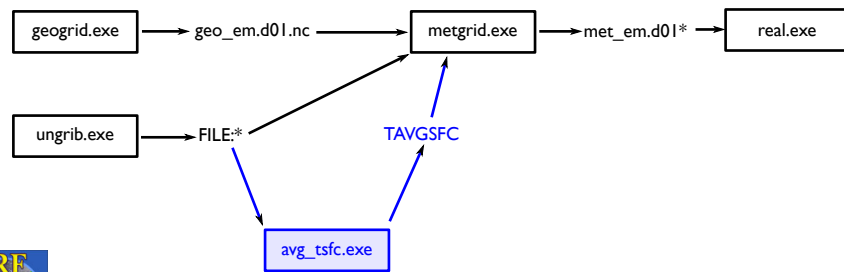 geogrid.exe geo_em.d01.nc metgrid.exe met_em.d01* real.exe
ungrib.exe FILE:* TAVGSFC
avg_tsfc.exe